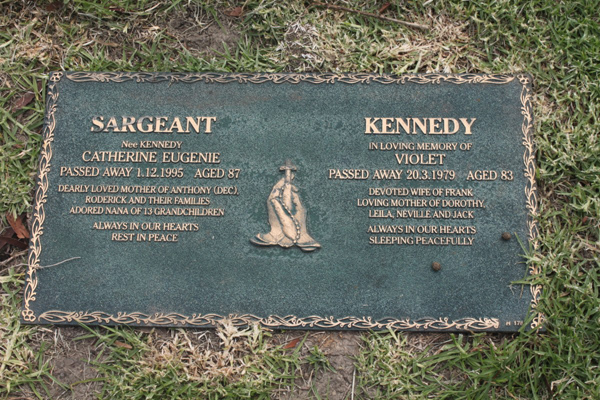 SARGEANT
Nee KENNEDY
CATHERINE EUGENIE
PASSED AWAY 1.12.1995 AGED 87
DEARLY LOVED MOTHER OF ANTHONY (DEC),
RODERICK AND THEIR FAMILIES
ADORED NANA OF 13 GRANDCHILDREN
ALWAYS IN OUR HEARTS
REST IN PEACE
KENNEDY
IN LOVING MEMORY OF
VIOLET
PASSED AWAY 20.3.1979 AGED 83
DEVOTED WIFE OF FRANK
LOVING MOTHER OF DOROTHY,
LEILA, NEVILLE AND JACK
ALWAYS IN OUR HEARTS
SLEEPING PEACEFULLY